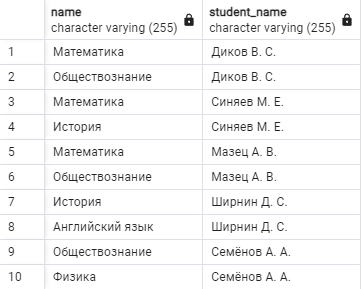 name student_name
character varying (255) character varying (255)
1 Математика Диков В. С.
2 Обществознание Диков В. С.
3 Математика Синяев М. Е.
4 История Синяев М. Е.
5 Математика Мазец А. В.
6 Обществознание Мазец А. В.
7 История Ширнин Д. С.
8 Английский язык Ширнин Д. С.
9 Обществознание Семёнов А. А.
10 Физика Семёнов А. А.